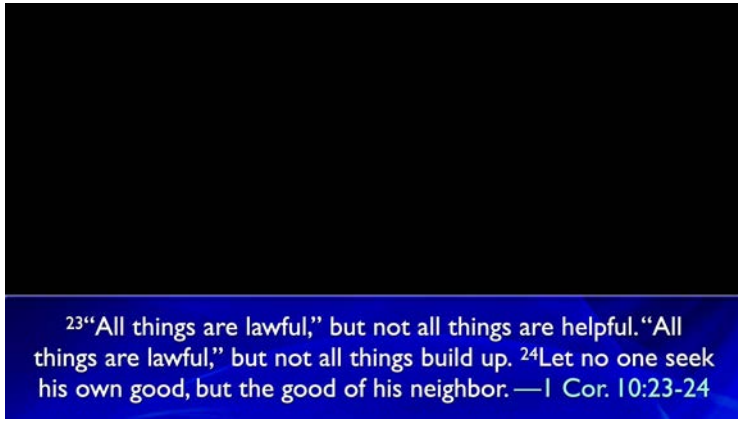 23“All things are lawful,” but not all things are helpful.“All
things are lawful,” but not all things build up. 24Let no one seek
his own good, but the good of his neighbor. —1 Cor. 10:23-24